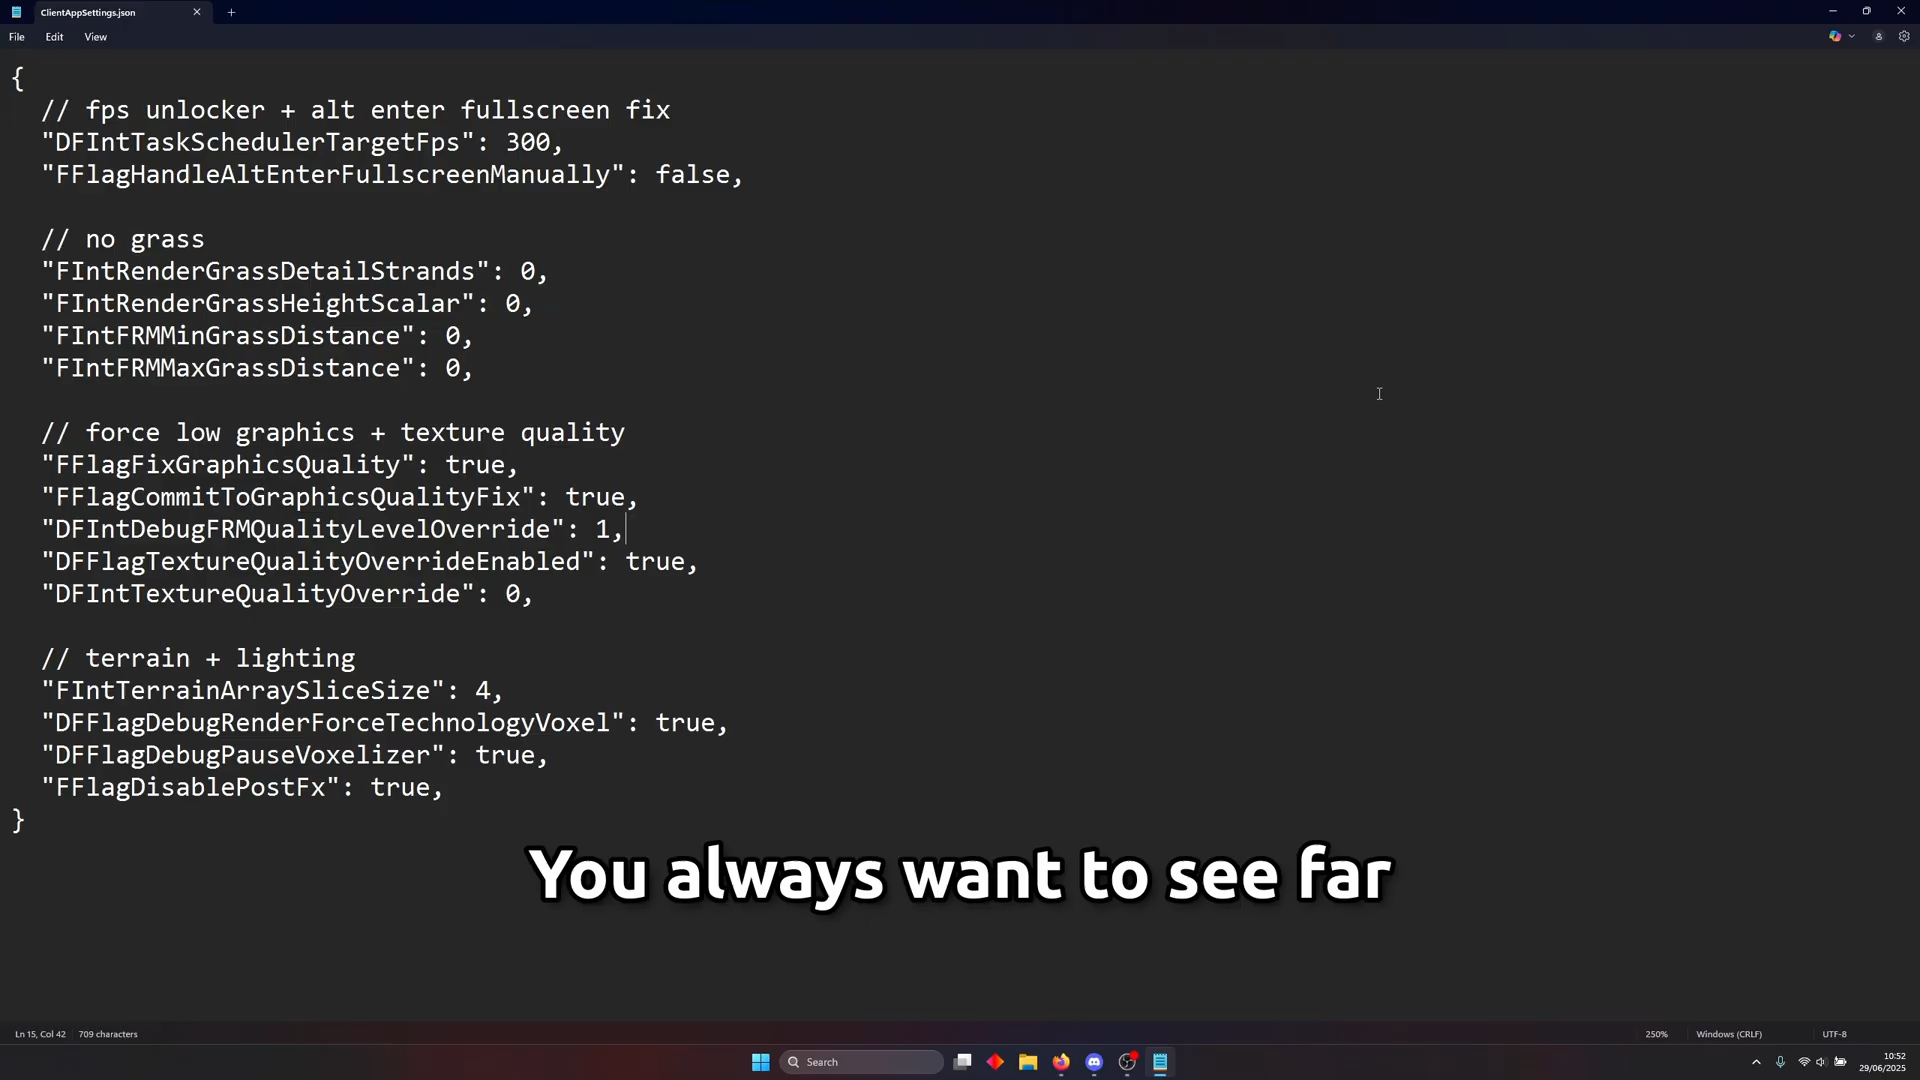 ClientAppSettings.json
File Edit View
{
// fps unlocker + alt enter fullscreen fix
"DFIntTaskSchedulerTargetFps": 300,
"FFlagHandleAltEnterFullscreenManually": false,
// no grass
"FIntRenderGrassDetailStrands": 0,
"FIntRenderGrassHeightScalar": 0,
"FIntFRMMinGrassDistance": 0,
"FIntFRMMaxGrassDistance": 0,
// force low graphics + texture quality
"FFlagFixGraphicsQuality": true,
"FFlagCommitToGraphicsQualityFix": true,
"DFIntDebugFRMQualityLevelOverride": 1,
"DFFlagTextureQualityOverrideEnabled": true,
"DFIntTextureQualityOverride": 0,
// terrain + lighting
"FIntTerrainArraySliceSize": 4,
"DFFlagDebugRenderForceTechnologyVoxel": true,
"DFFlagDebugPauseVoxelizer": true,
"FFlagDisablePostFx": true,
}
You always want to see far
Ln 15, Col 42 709 characters 250% Windows (CRLF) UTF-8
Search
10:52
29/06/2025